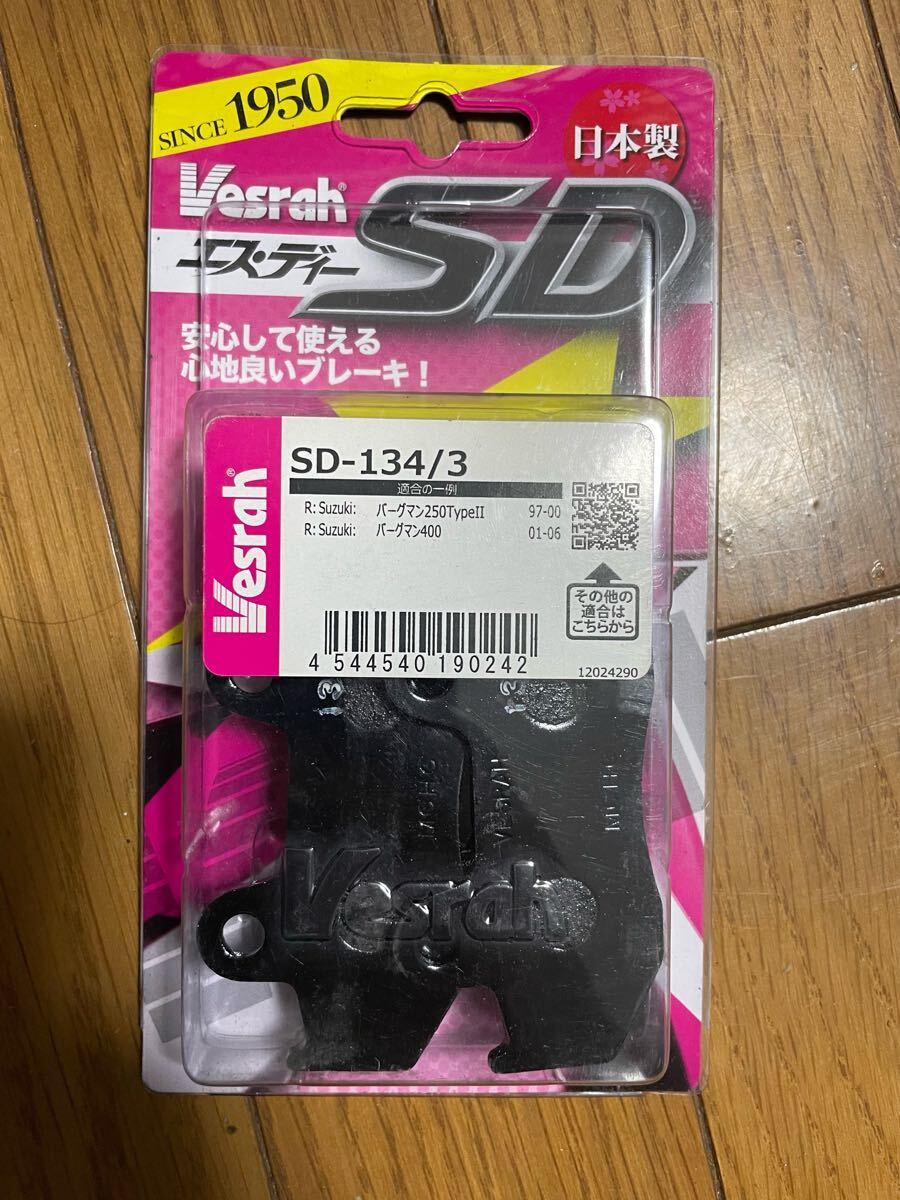 SINCE 1950
日本製
Vesrah®
SD
エス・ディー
安心して使える
心地良いブレーキ！
Vesrah®
SD-134/3
適合の一例
R: Suzuki: バーグマン250TypeII 97-00
R: Suzuki: バーグマン400 01-06
その他の
適合は
こちらから
4 544540 190242
12024290
MCHC
VESRAH
MCHC
Vesrah